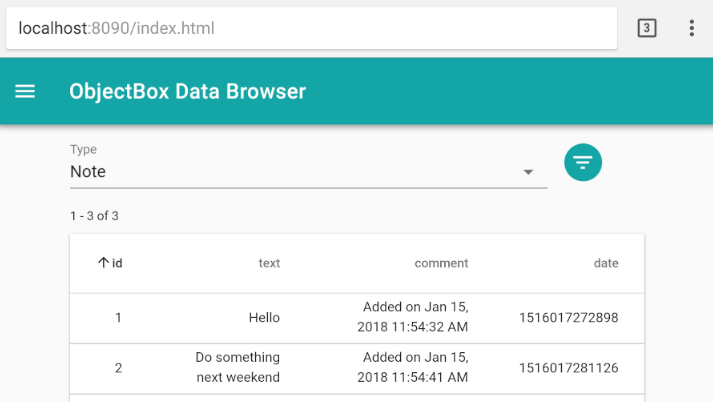 localhost:8090/index.html
3
ObjectBox Data Browser
Type
Note
1 - 3 of 3
id text comment date
1 Hello Added on Jan 15, 2018 11:54:32 AM 1516017272898
2 Do something next weekend Added on Jan 15, 2018 11:54:41 AM 1516017281126